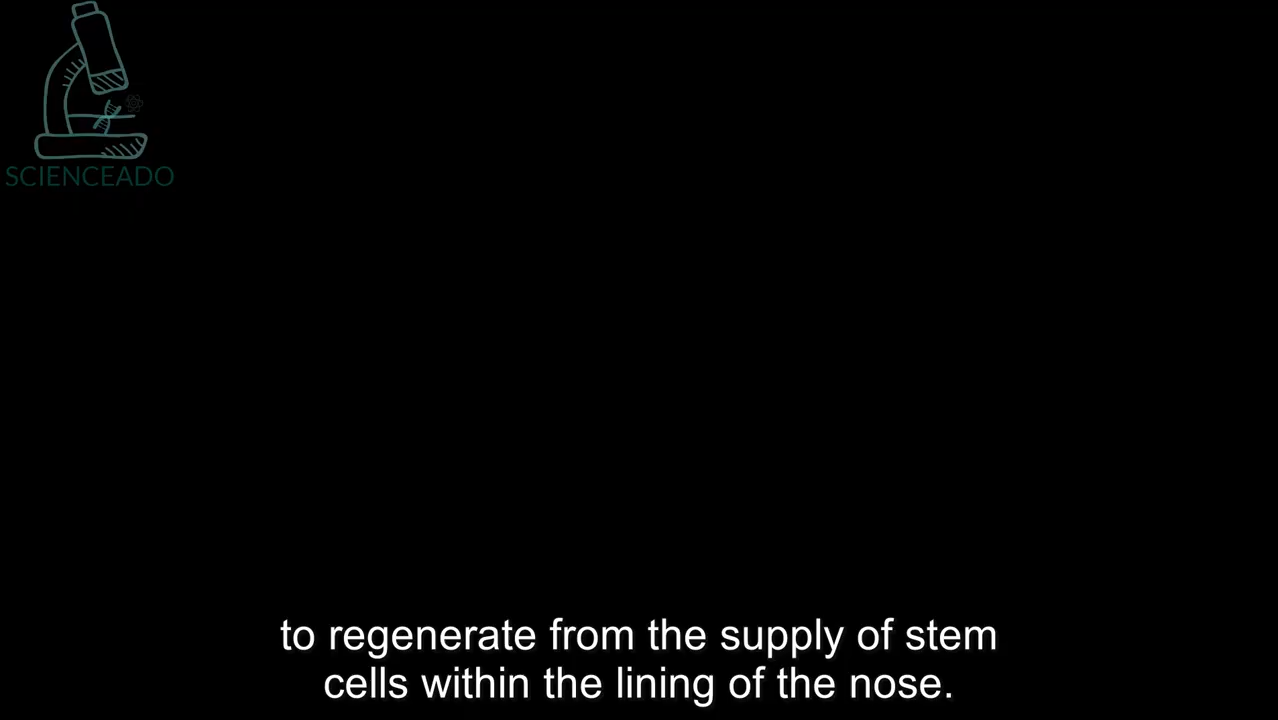 SCIENCEADO
to regenerate from the supply of stem
cells within the lining of the nose.